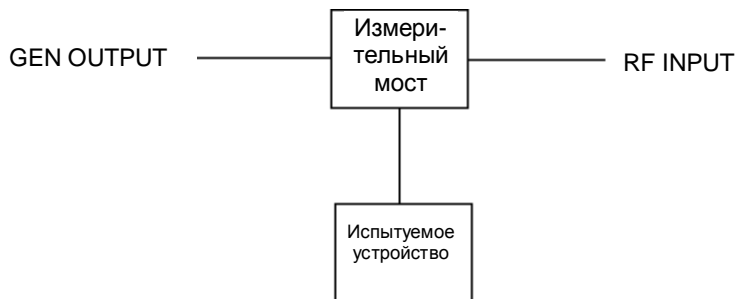 Измери-
тельный
мост
GEN OUTPUT
RF INPUT
Испытуемое
устройство